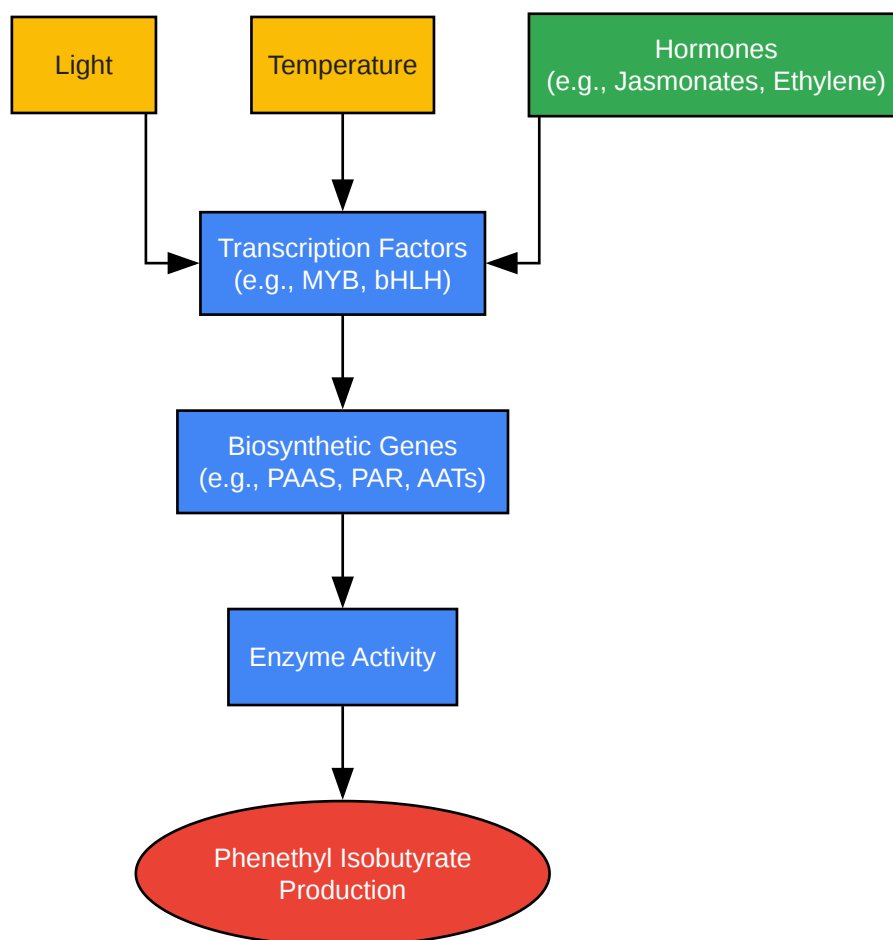 Light
Temperature
Hormones
(e.g., Jasmonates, Ethylene)
Transcription Factors
(e.g., MYB, bHLH)
Biosynthetic Genes
(e.g., PAAS, PAR, AATs)
Enzyme Activity
Phenethyl Isobutyrate
Production